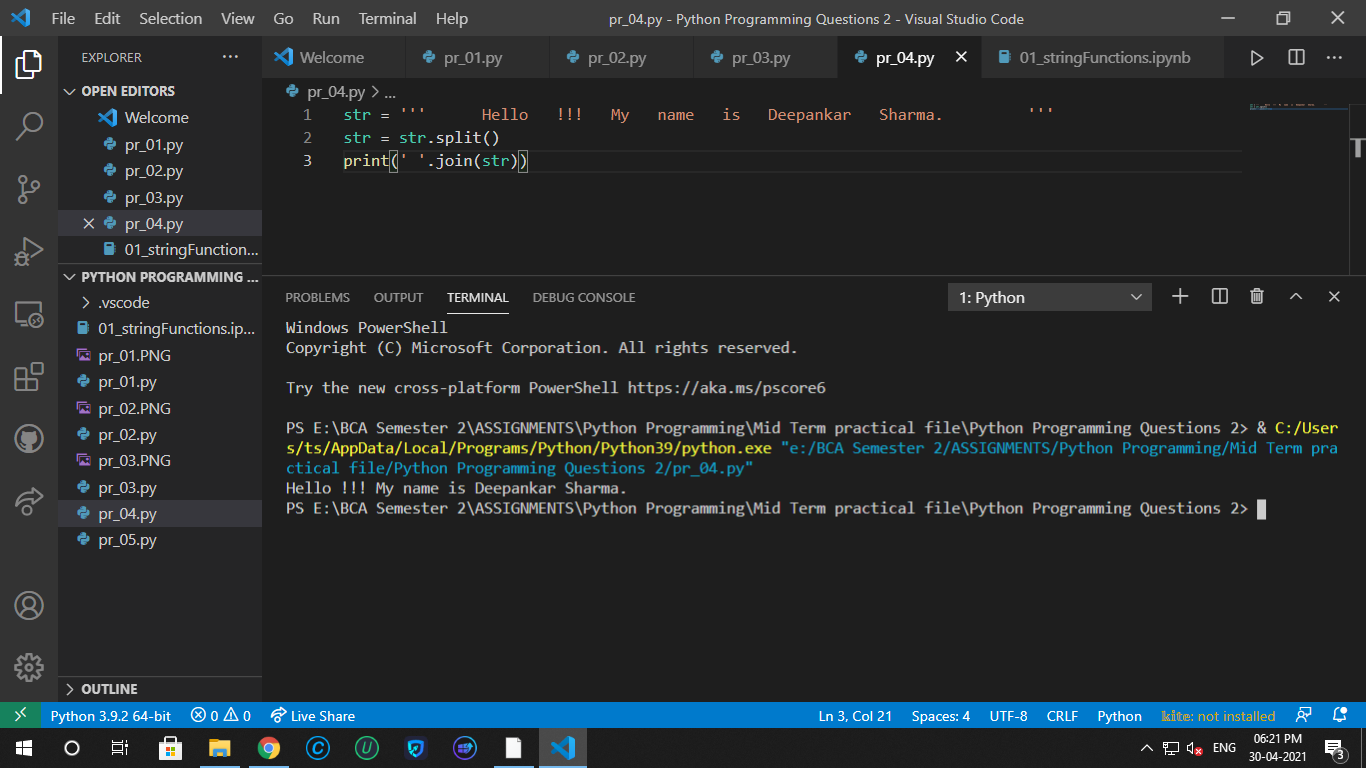 File Edit Selection View Go Run Terminal Help pr_04.py - Python Programming Questions 2 - Visual Studio Code
EXPLORER
Welcome pr_01.py pr_02.py pr_03.py pr_04.py 01_stringFunctions.ipynb
OPEN EDITORS
Welcome
pr_01.py
pr_02.py
pr_03.py
pr_04.py
01_stringFunction...
PYTHON PROGRAMMING ...
.vscode
01_stringFunctions.ip...
pr_01.PNG
pr_01.py
pr_02.PNG
pr_02.py
pr_03.PNG
pr_03.py
pr_04.py
pr_05.py
OUTLINE
pr_04.py > ...
1 str = '''      Hello   !!!   My   name   is   Deepankar   Sharma.         '''
2 str = str.split()
3 print(' '.join(str))
PROBLEMS OUTPUT TERMINAL DEBUG CONSOLE 1: Python
Windows PowerShell
Copyright (C) Microsoft Corporation. All rights reserved.
Try the new cross-platform PowerShell https://aka.ms/pscore6
PS E:\BCA Semester 2\ASSIGNMENTS\Python Programming\Mid Term practical file\Python Programming Questions 2> & C:/User
s/ts/AppData/Local/Programs/Python/Python39/python.exe "e:/BCA Semester 2/ASSIGNMENTS/Python Programming/Mid Term pra
ctical file/Python Programming Questions 2/pr_04.py"
Hello !!! My name is Deepankar Sharma.
PS E:\BCA Semester 2\ASSIGNMENTS\Python Programming\Mid Term practical file\Python Programming Questions 2>
Python 3.9.2 64-bit 0 0 Live Share Ln 3, Col 21 Spaces: 4 UTF-8 CRLF Python kite: not installed
ENG 06:21 PM
30-04-2021 3